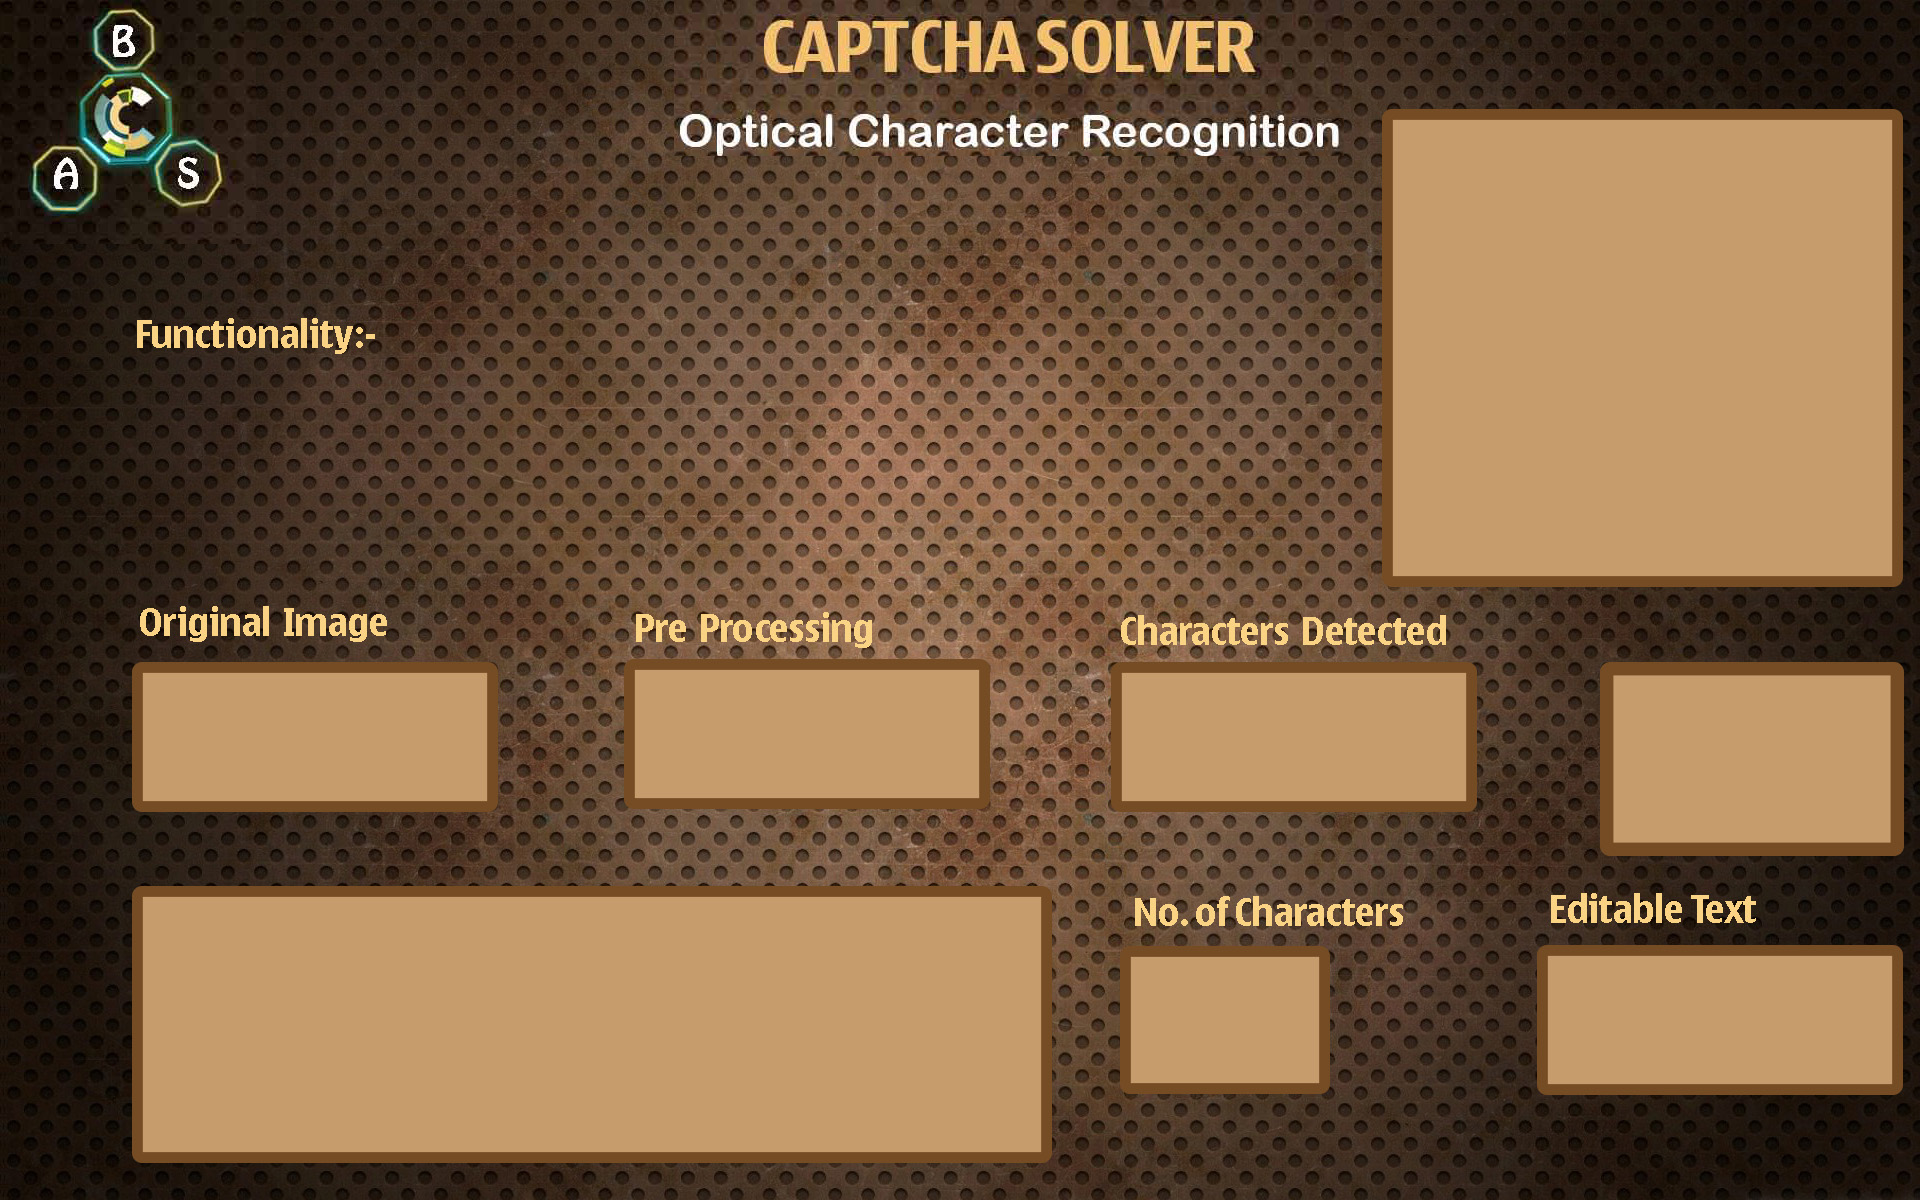 B
C
A
S
CAPTCHA SOLVER
Optical Character Recognition
Functionality:-
Original Image
Pre Processing
Characters Detected
No. of Characters
Editable Text